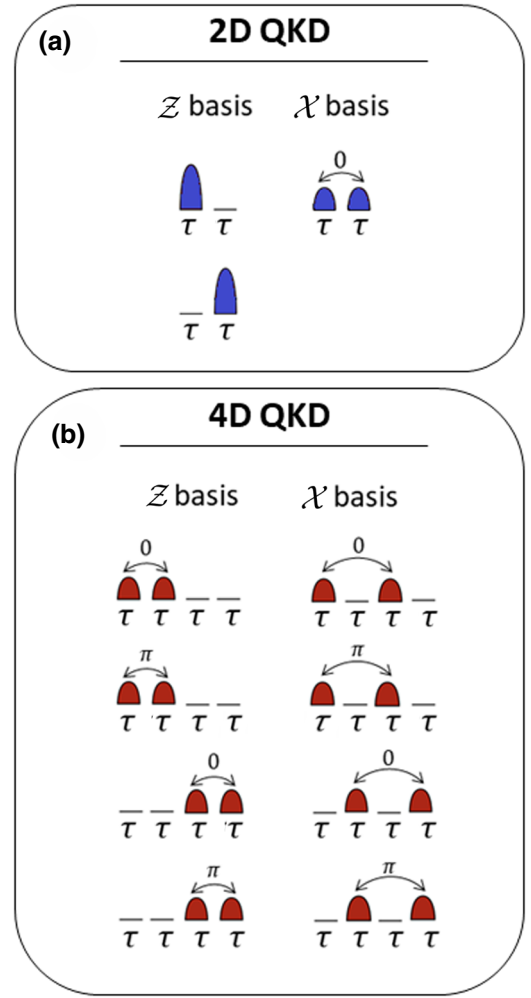 (a) 2D QKD
𝒵 basis 𝒳 basis
0
τ τ τ τ
τ τ
(b) 4D QKD
𝒵 basis 𝒳 basis
0 0
τ τ τ τ τ τ τ τ
π π
τ τ τ τ τ τ τ τ
0 0
τ τ τ τ τ τ τ τ
π π
τ τ τ τ τ τ τ τ